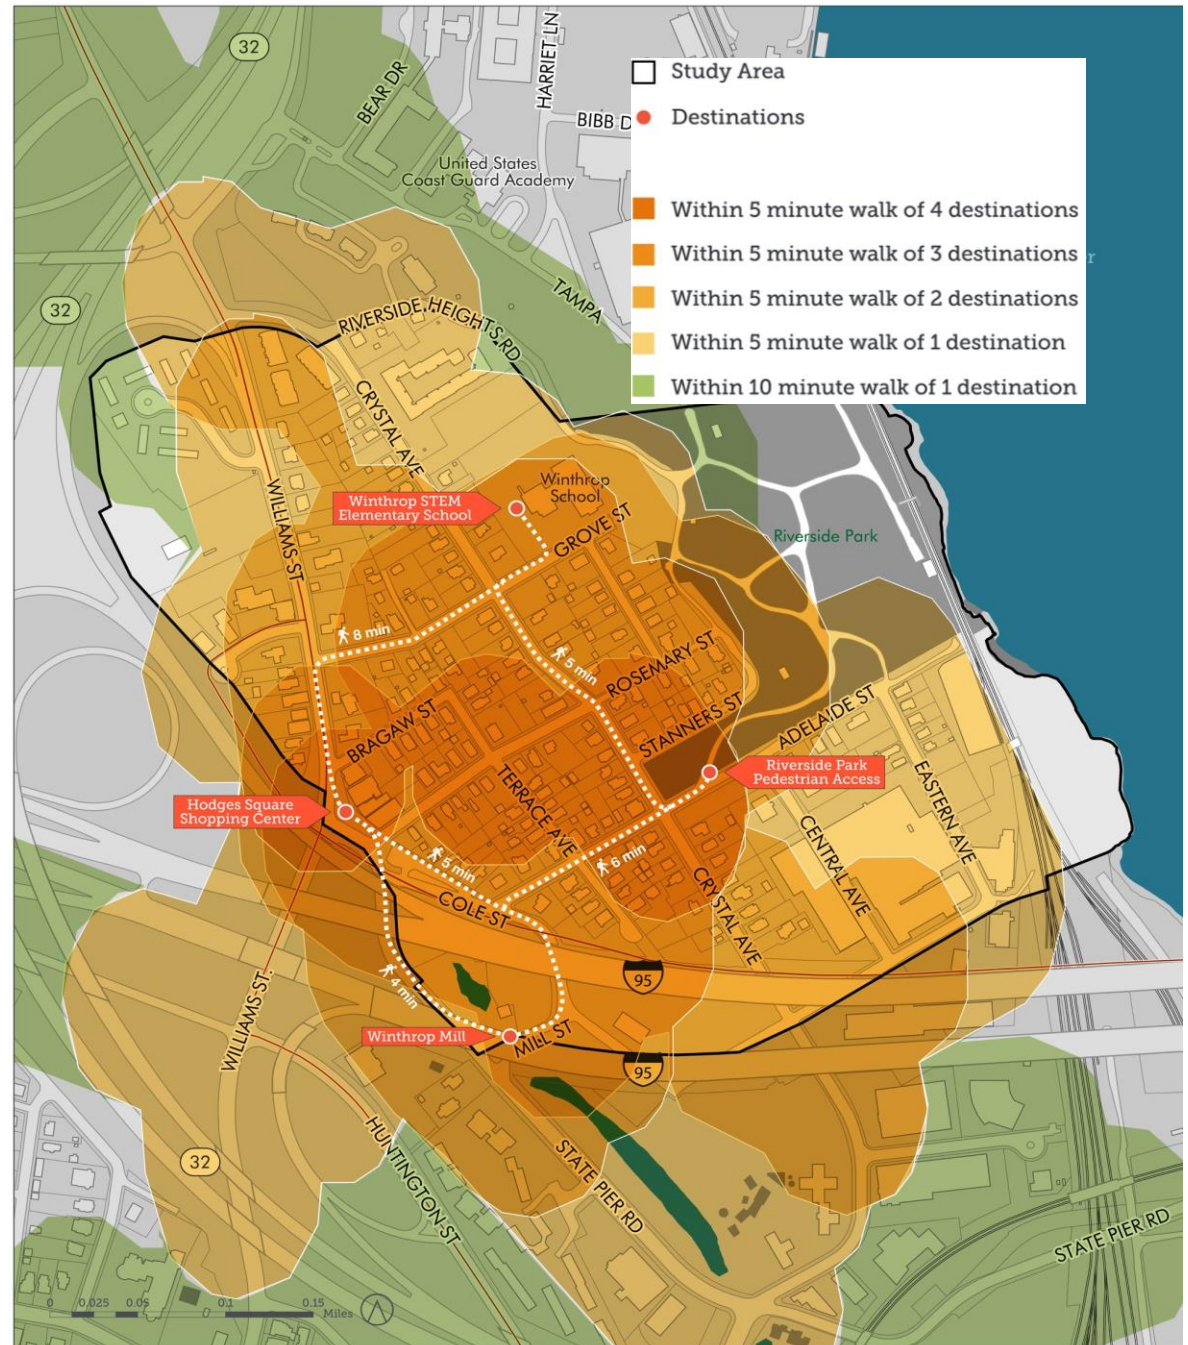 32
BEAR DR
HARRIET LN
BIBB D
United States
Coast Guard Academy
Study Area
Destinations
Within 5 minute walk of 4 destinations
Within 5 minute walk of 3 destinations
Within 5 minute walk of 2 destinations
Within 5 minute walk of 1 destination
Within 10 minute walk of 1 destination
r
32
TAMPA
RIVERSIDE HEIGHTS RD
CRYSTAL AVE
WILLIAMS ST
Winthrop STEM
Elementary School
Winthrop
School
GROVE ST
Riverside Park
8 min
5 min
ROSEMARY ST
BRAGAW ST
STANNERS ST
ADELAIDE ST
Riverside Park
Pedestrian Access
Hodges Square
Shopping Center
TERRACE AVE
EASTERN AVE
CENTRAL AVE
5 min
6 min
COLE ST
CRYSTAL AVE
95
4 min
WILLIAMS ST.
Winthrop Mill
MILL ST
95
32
HUNTINGTON ST
STATE PIER RD
STATE PIER RD
0 0.025 0.05 0.1 0.15
Miles